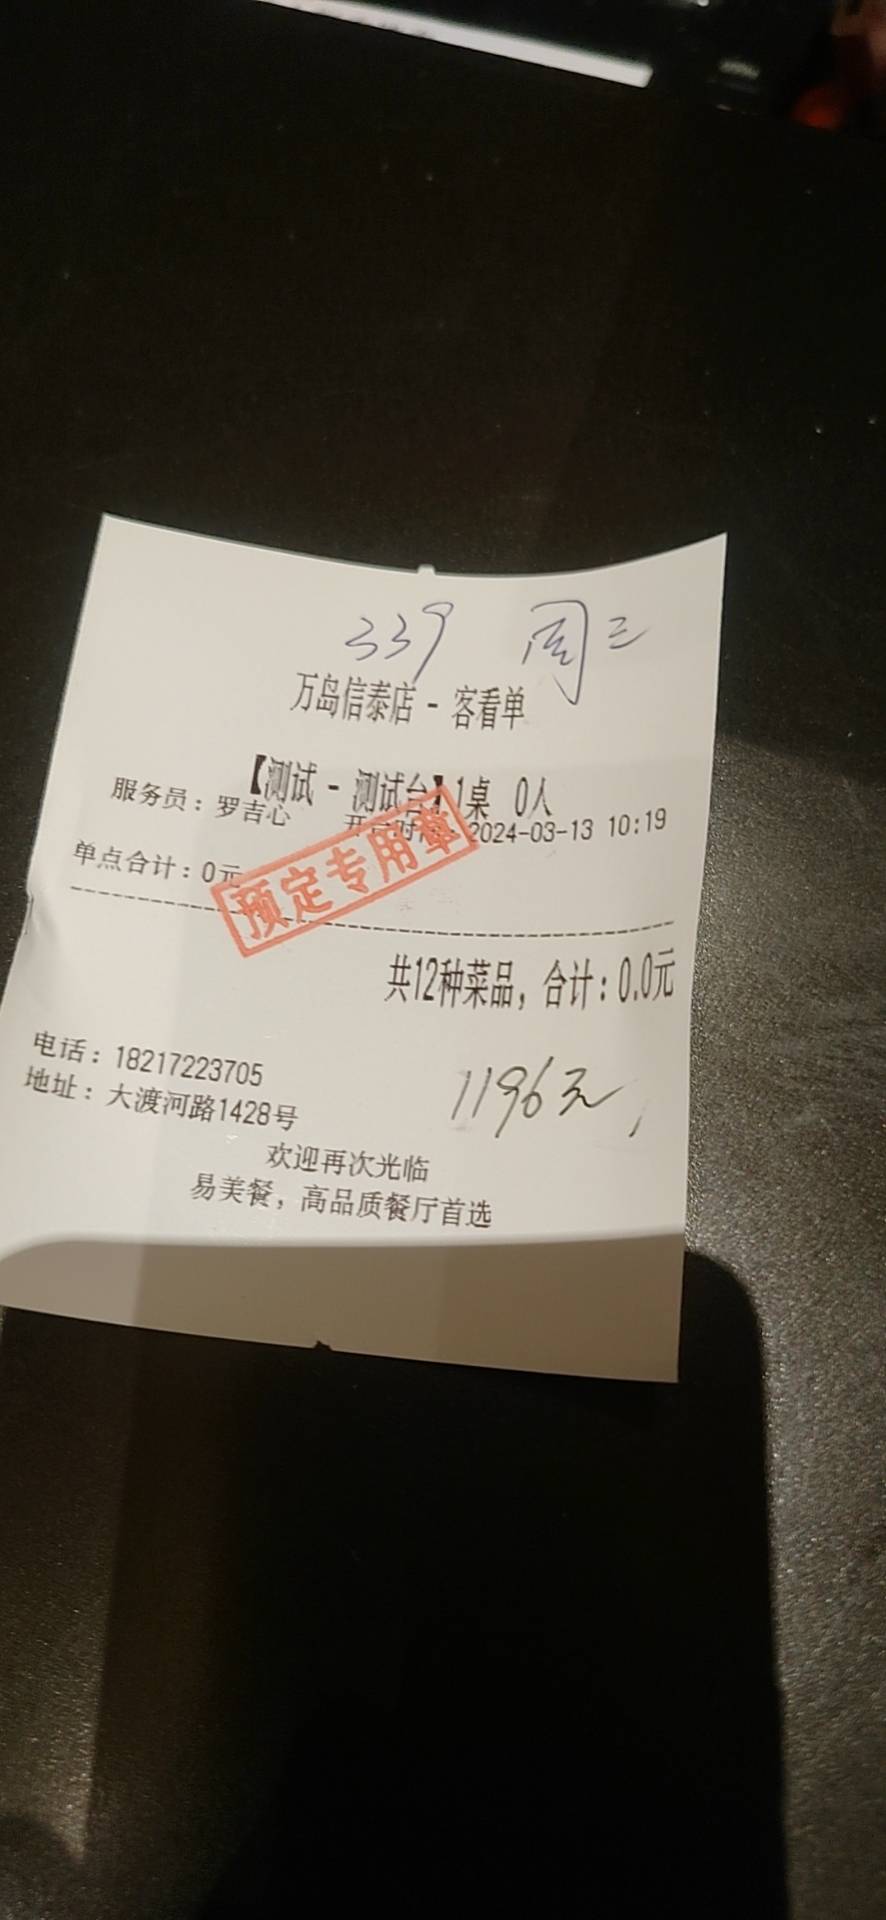 339 周三
万岛信泰店 - 客看单
【测试 - 测试台】1桌 0人
服务员：罗吉心 开台时间：2024-03-13 10:19
单点合计：0元
预定专用章
共12种菜品，合计：0.0元
电话：18217223705
1196元
地址：大渡河路1428号
欢迎再次光临
易美餐，高品质餐厅首选